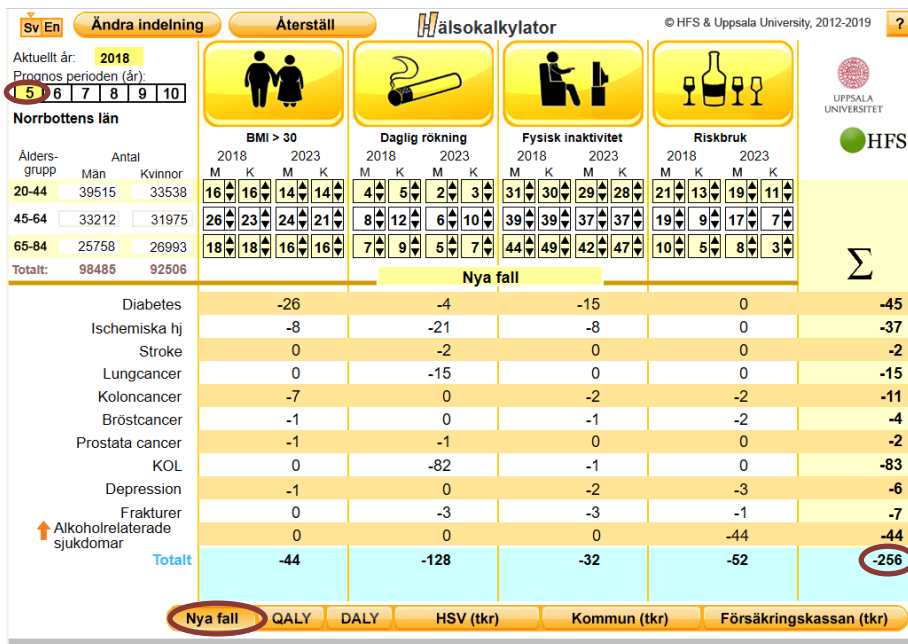 Sv En Ändra indelning Återställ Hälsokalkylator © HFS & Uppsala University, 2012-2019 ?
Aktuellt år: 2018
Prognos perioden (år):
5 6 7 8 9 10
Norrbottens län
UPPSALA
UNIVERSITET
HFS
BMI > 30 Daglig rökning Fysisk inaktivitet Riskbruk
Ålders- Antal 2018 2023 2018 2023 2018 2023 2018 2023
grupp Män Kvinnor M K M K M K M K M K M K M K M K
20-44 39515 33538 16 16 14 14 4 5 2 3 31 30 29 28 21 13 19 11
45-64 33212 31975 26 23 24 21 8 12 6 10 39 39 37 37 19 9 17 7
65-84 25758 26993 18 18 16 16 7 9 5 7 44 49 42 47 10 5 8 3
Totalt: 98485 92506
Σ
Nya fall
Diabetes -26 -4 -15 0 -45
Ischemiska hj -8 -21 -8 0 -37
Stroke 0 -2 0 0 -2
Lungcancer 0 -15 0 0 -15
Koloncancer -7 0 -2 -2 -11
Bröstcancer -1 0 -1 -2 -4
Prostata cancer -1 -1 0 0 -2
KOL 0 -82 -1 0 -83
Depression -1 0 -2 -3 -6
Frakturer 0 -3 -3 -1 -7
Alkoholrelaterade
sjukdomar 0 0 0 -44 -44
Totalt -44 -128 -32 -52 -256
Nya fall QALY DALY HSV (tkr) Kommun (tkr) Försäkringskassan (tkr)